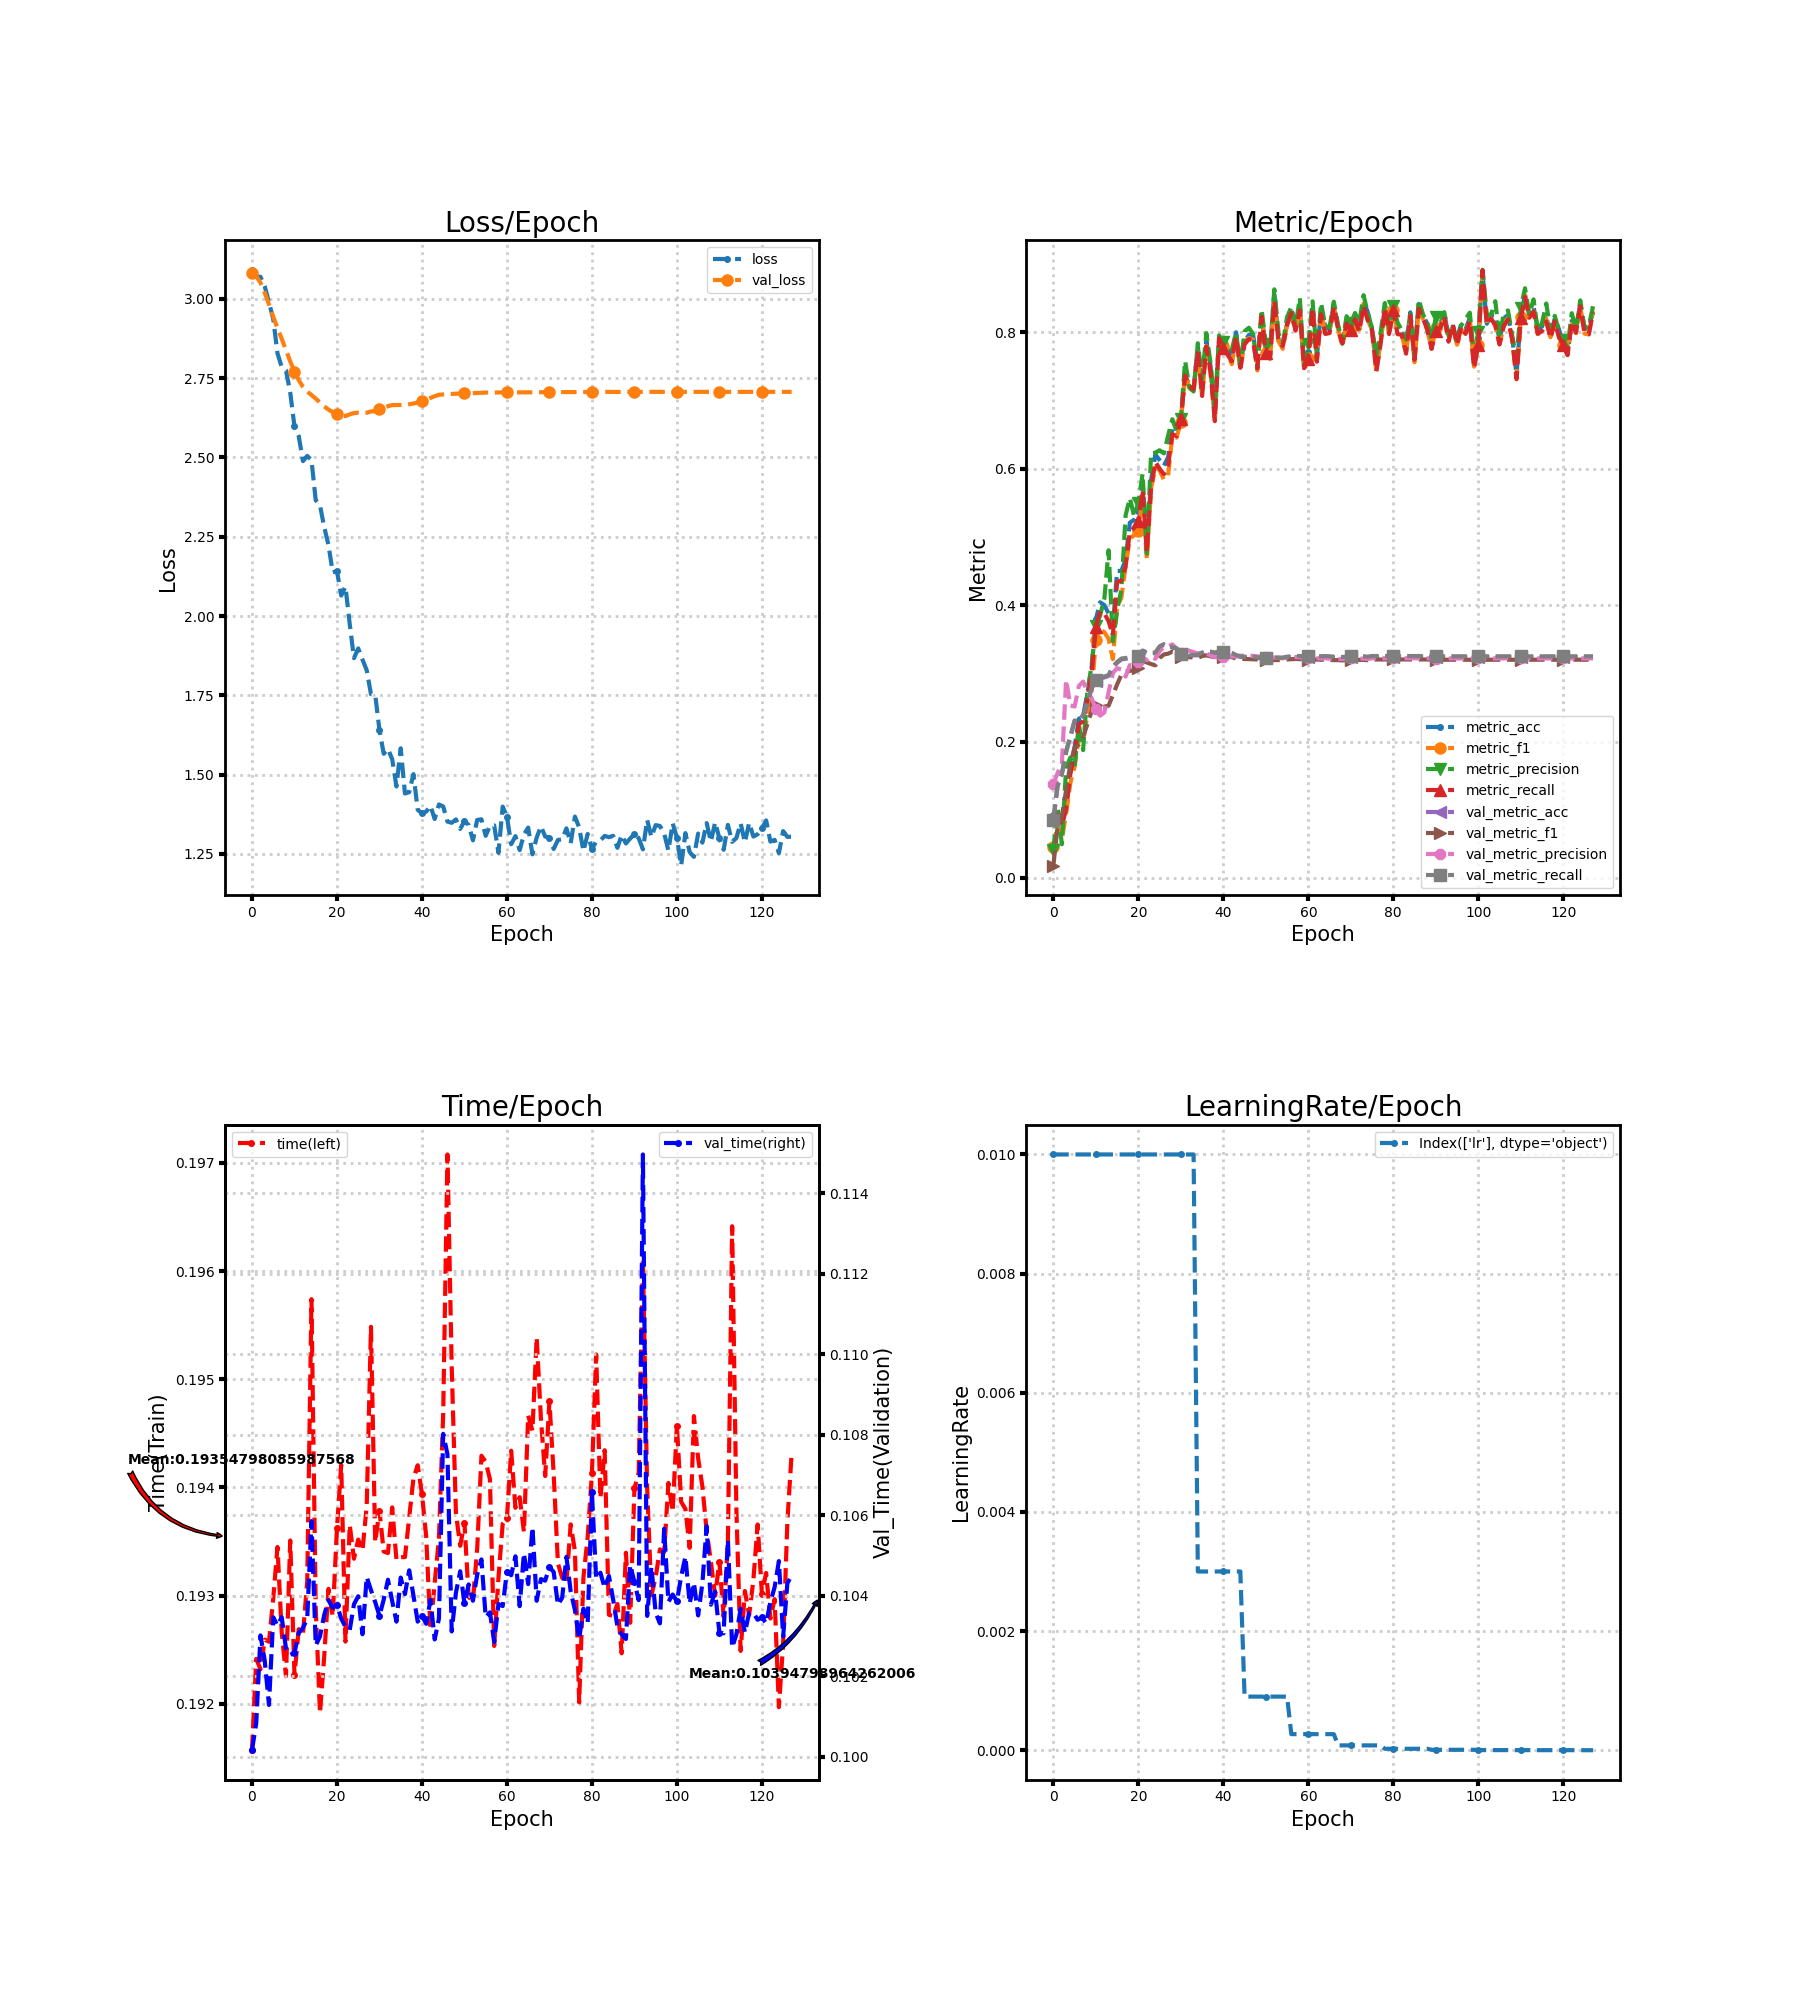 Loss/Epoch
loss
val_loss
3.00
2.75
2.50
2.25
2.00
1.75
1.50
1.25
Loss
0
20
40
60
80
100
120
Epoch
Metric/Epoch
0.8
0.6
0.4
0.2
0.0
Metric
metric_acc
metric_f1
metric_precision
metric_recall
val_metric_acc
val_metric_f1
val_metric_precision
val_metric_recall
0
20
40
60
80
100
120
Epoch
Time/Epoch
time(left)
val_time(right)
0.197
0.196
0.195
0.194
0.193
0.192
Time(Train)
Mean:0.19354798085987568
0.114
0.112
0.110
0.108
0.106
0.104
0.102
0.100
Val_Time(Validation)
Mean:0.10394798964262006
0
20
40
60
80
100
120
Epoch
LearningRate/Epoch
Index(['lr'], dtype='object')
0.010
0.008
0.006
0.004
0.002
0.000
LearningRate
0
20
40
60
80
100
120
Epoch